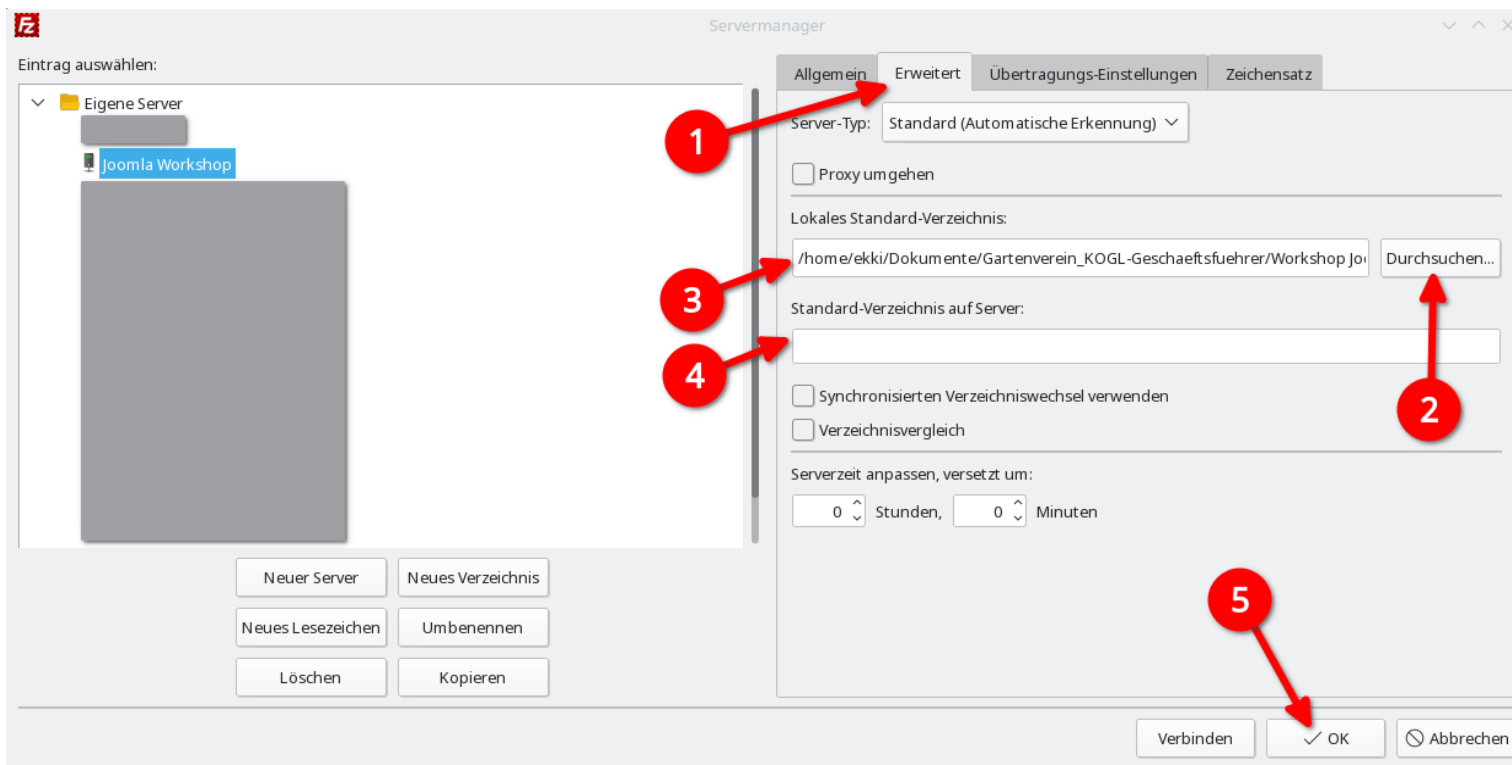 Servermanager
Eintrag auswählen:
Eigene Server
Joomla Workshop
Neuer Server
Neues Verzeichnis
Neues Lesezeichen
Umbenennen
Löschen
Kopieren
Allgemein
Erweitert
Übertragungs-Einstellungen
Zeichensatz
1
Server-Typ:
Standard (Automatische Erkennung)
Proxy umgehen
Lokales Standard-Verzeichnis:
/home/ekki/Dokumente/Gartenverein_KOGL-Geschaeftsfuehrer/Workshop Jo
Durchsuchen...
3
Standard-Verzeichnis auf Server:
4
2
Synchronisierten Verzeichniswechsel verwenden
Verzeichnisvergleich
Serverzeit anpassen, versetzt um:
0 Stunden, 0 Minuten
5
Verbinden
OK
Abbrechen